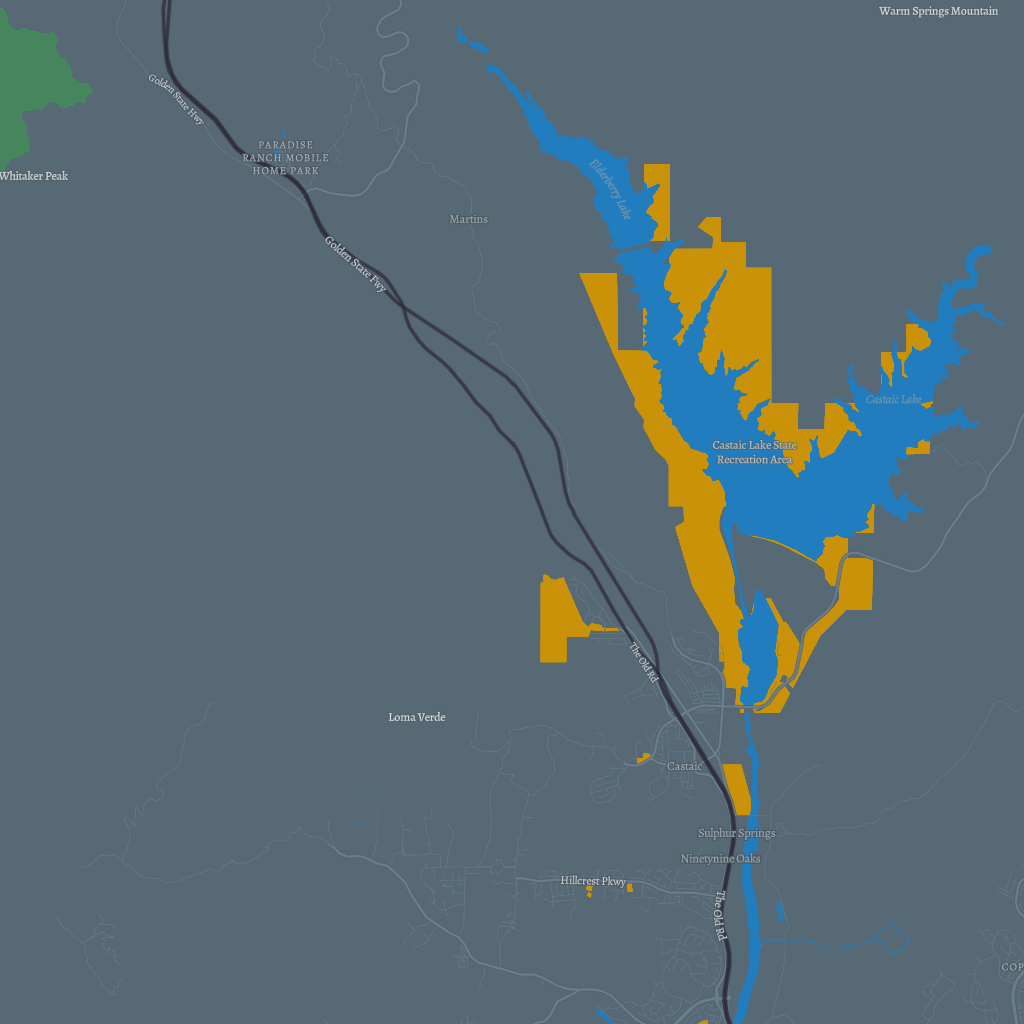 Warm Springs Mountain
Golden State Hwy
PARADISE
RANCH MOBILE
HOME PARK
Whitaker Peak
Elderberry Lake
Martins
Golden State Fwy
Castaic Lake
Castaic Lake State
Recreation Area
The Old Rd
Loma Verde
Castaic
Sulphur Springs
Ninetynine Oaks
Hillcrest Pkwy
The Old Rd
COP